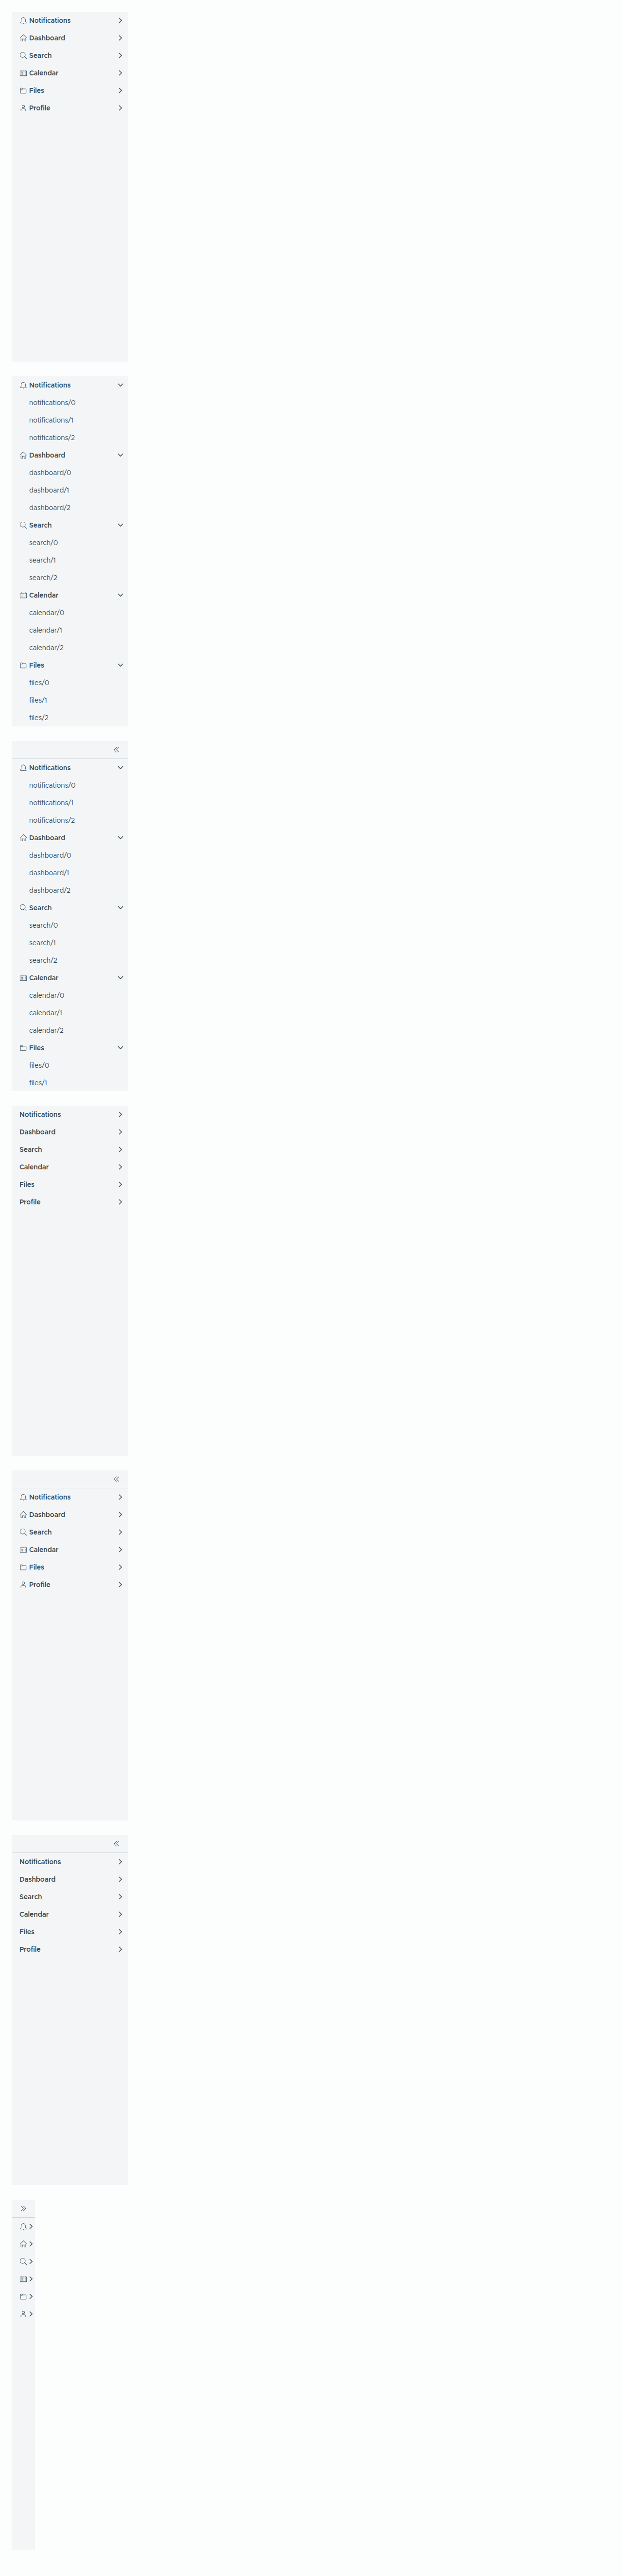 Notifications
Dashboard
Search
Calendar
Files
Profile
Notifications
notifications/0
notifications/1
notifications/2
Dashboard
dashboard/0
dashboard/1
dashboard/2
Search
search/0
search/1
search/2
Calendar
calendar/0
calendar/1
calendar/2
Files
files/0
files/1
files/2
Notifications
notifications/0
notifications/1
notifications/2
Dashboard
dashboard/0
dashboard/1
dashboard/2
Search
search/0
search/1
search/2
Calendar
calendar/0
calendar/1
calendar/2
Files
files/0
files/1
Notifications
Dashboard
Search
Calendar
Files
Profile
Notifications
Dashboard
Search
Calendar
Files
Profile
Notifications
Dashboard
Search
Calendar
Files
Profile